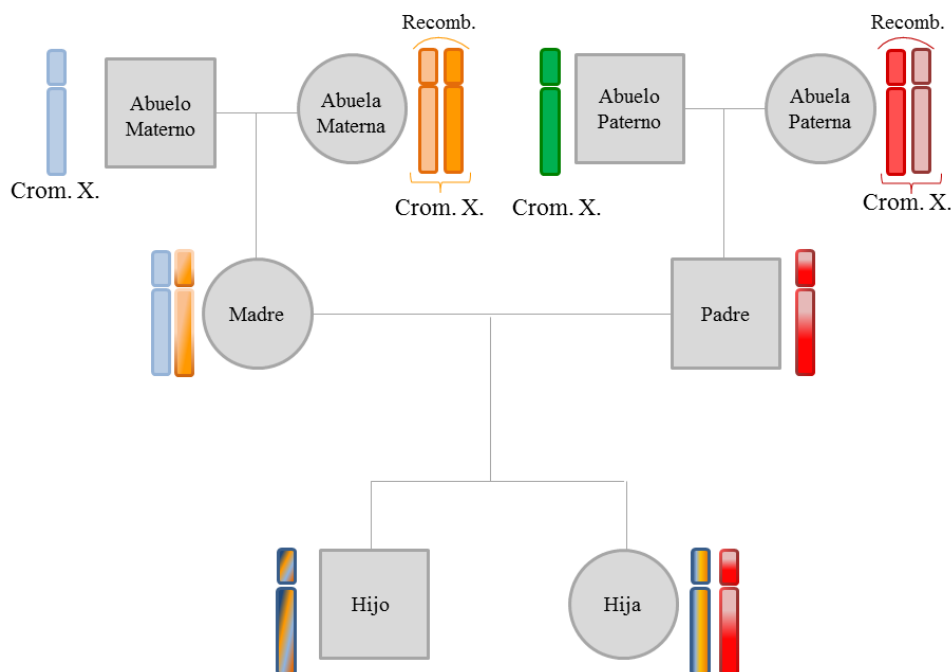 Recomb.
Recomb.
Abuelo
Materno
Abuela
Materna
Abuelo
Paterno
Abuela
Paterna
Crom. X.
Crom. X.
Crom. X.
Crom. X.
Madre
Padre
Hijo
Hija